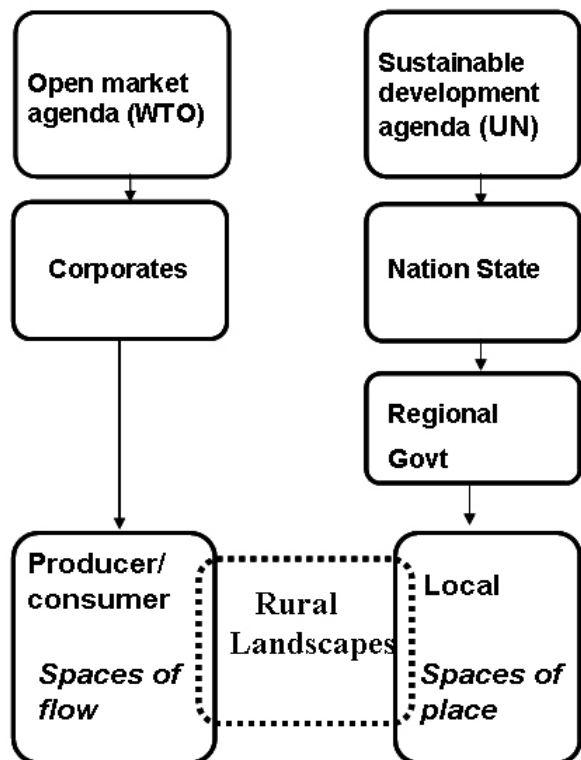 Open market
agenda (WTO)
Sustainable
development
agenda (UN)
Corporates
Nation State
Regional
Govt
Producer/
consumer
Spaces of
flow
Rural
Landscapes
Local
Spaces of
place